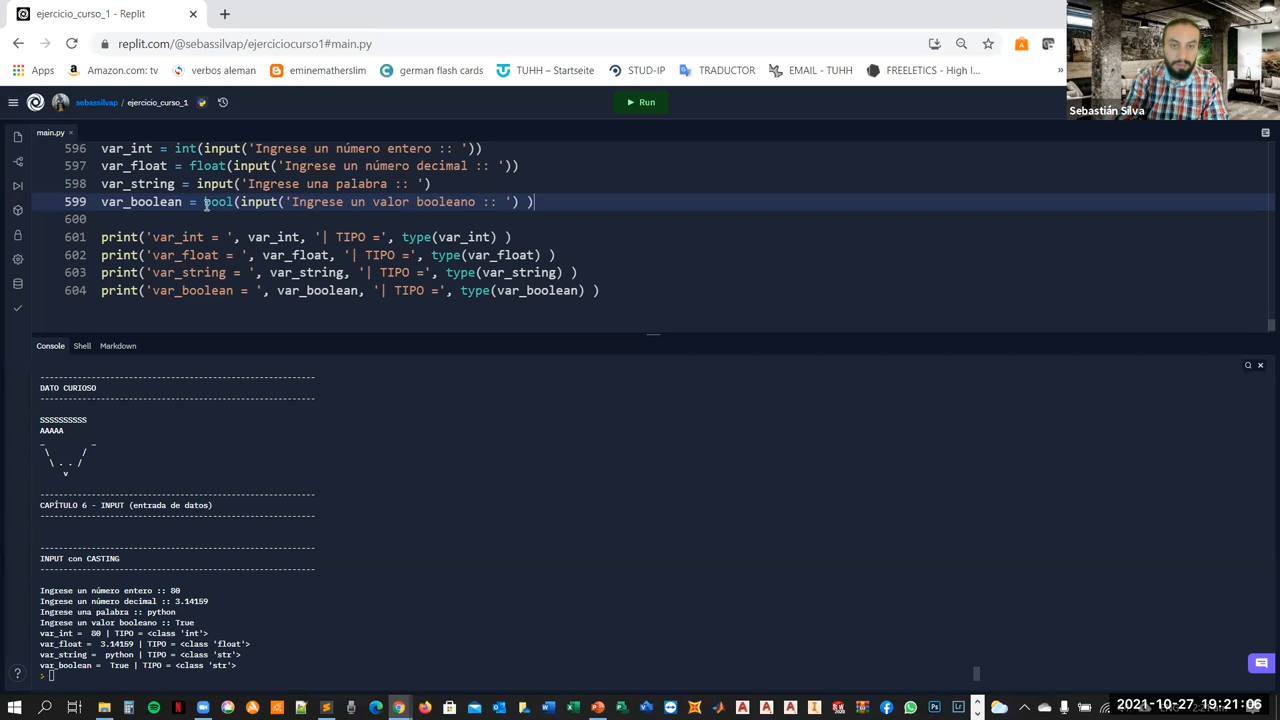 ejercicio_curso_1 - Replit
replit.com/@sebassilvap/ejerciciocurso1#main.py
Apps
Amazon.com: tv
verbos aleman
eminematherslim
german flash cards
TUHH – Startseite
STUD-IP
TRADUCTOR
EMAIL - TUHH
FREELETICS - High I...
»
Sebastián Silva
sebassilvap / ejercicio_curso_1
Run
main.py
596 var_int = int(input('Ingrese un número entero :: '))
597 var_float = float(input('Ingrese un número decimal :: '))
598 var_string = input('Ingrese una palabra :: ')
599 var_boolean = bool(input('Ingrese un valor booleano :: ') )
600
601 print('var_int = ', var_int, '| TIPO =', type(var_int) )
602 print('var_float = ', var_float, '| TIPO =', type(var_float) )
603 print('var_string = ', var_string, '| TIPO =', type(var_string) )
604 print('var_boolean = ', var_boolean, '| TIPO =', type(var_boolean) )
Console Shell Markdown
-------------------------------------------------------
DATO CURIOSO
-------------------------------------------------------
SSSSSSSSSS
AAAAA
_ _
\ /
\ . . /
v
-------------------------------------------------------
CAPÍTULO 6 - INPUT (entrada de datos)
-------------------------------------------------------
-------------------------------------------------------
INPUT con CASTING
-------------------------------------------------------
Ingrese un número entero :: 80
Ingrese un número decimal :: 3.14159
Ingrese una palabra :: python
Ingrese un valor booleano :: True
var_int =  80 | TIPO = <class 'int'>
var_float =  3.14159 | TIPO = <class 'float'>
var_string =  python | TIPO = <class 'str'>
var_boolean =  True | TIPO = <class 'str'>
>
2021-10-27 19:21:06